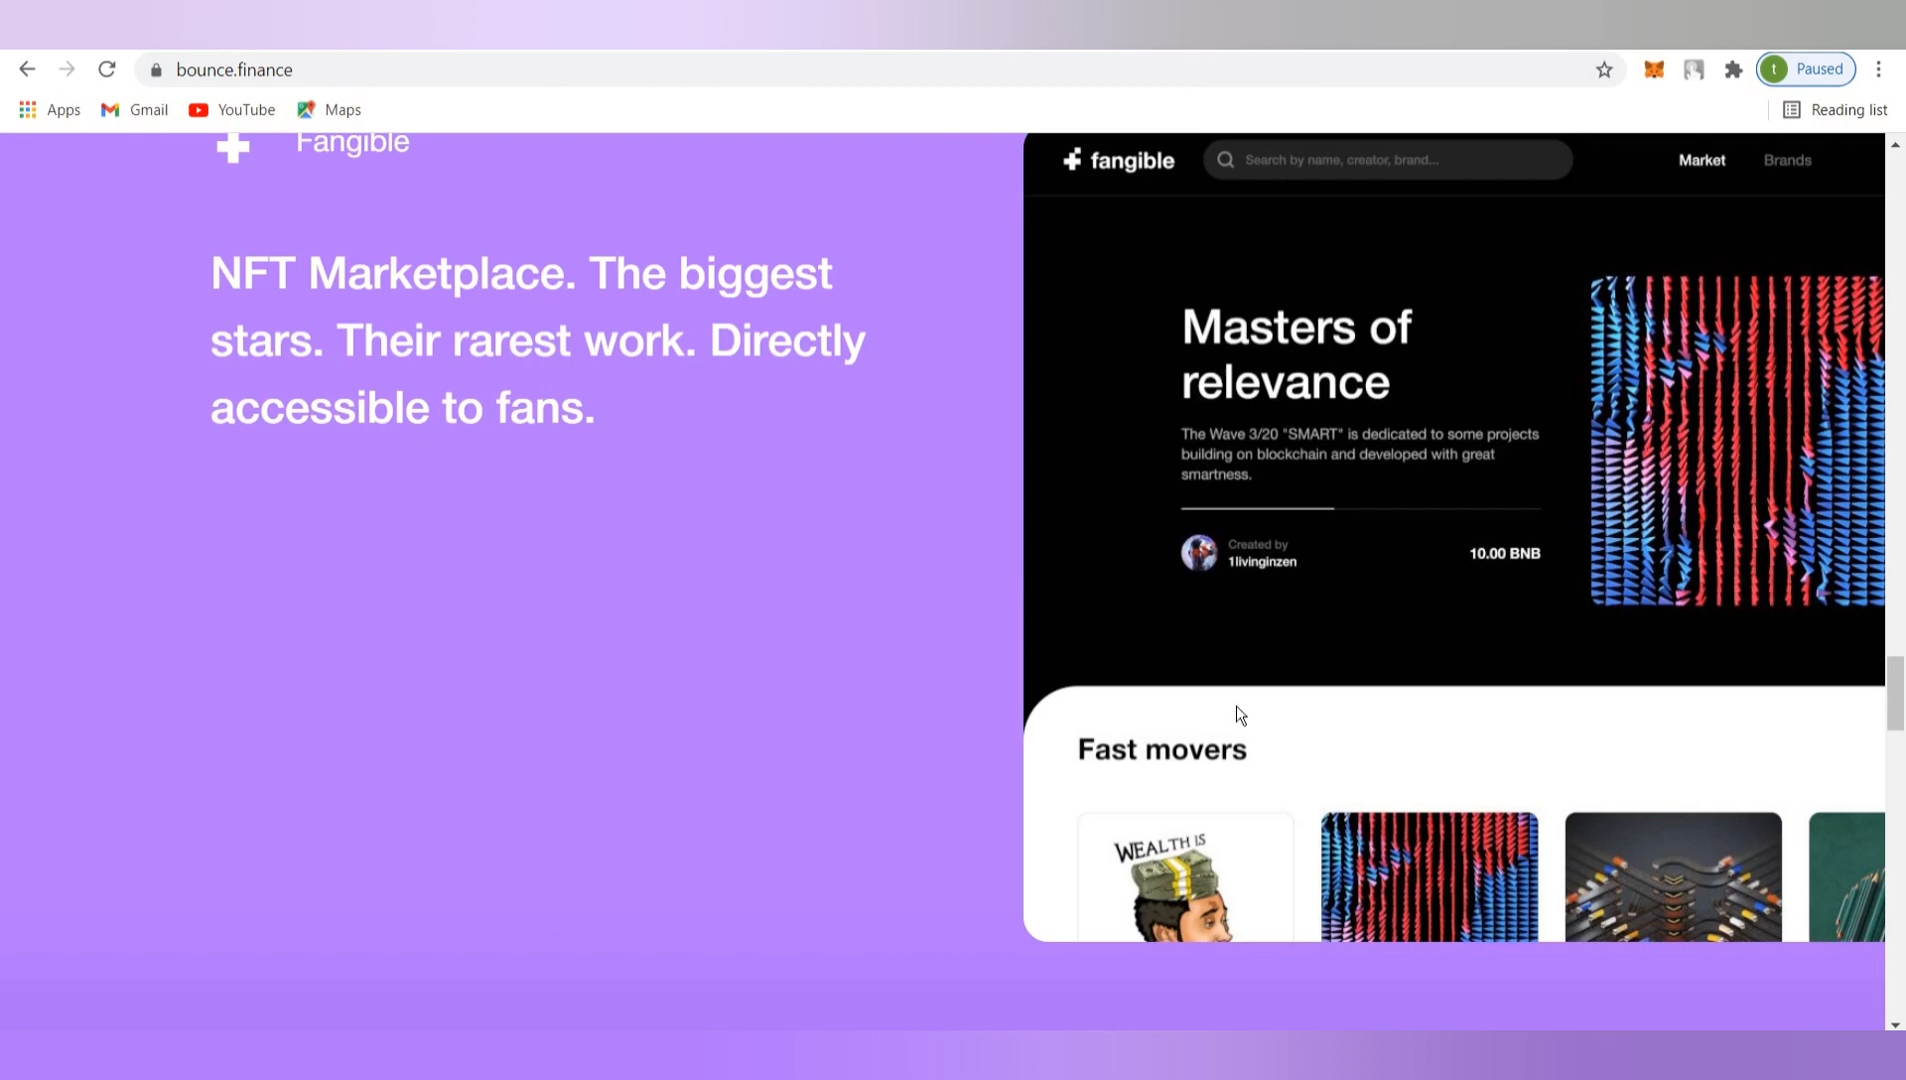 bounce.finance
t Paused
Apps Gmail YouTube Maps
Reading list
Fangible
NFT Marketplace. The biggest
stars. Their rarest work. Directly
accessible to fans.
fangible
Search by name, creator, brand...
Market Brands
Masters of
relevance
The Wave 3/20 "SMART" is dedicated to some projects
building on blockchain and developed with great
smartness.
Created by
1livinginzen
10.00 BNB
Fast movers
WEALTH IS